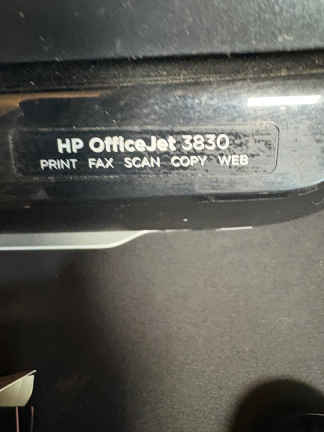 HP OfficeJet 3830
PRINT FAX SCAN COPY WEB